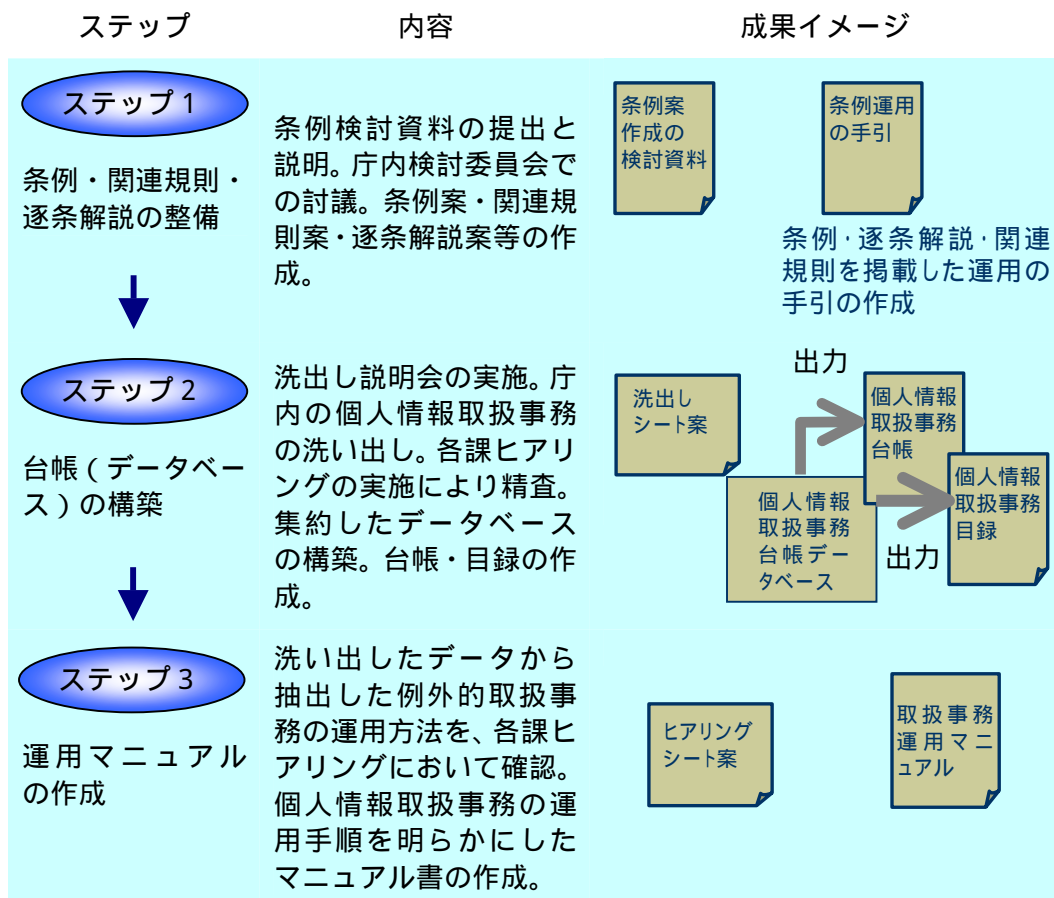 ステップ
内容
成果イメージ
ステップ1
条例・関連規則・
逐条解説の整備
条例検討資料の提出と
説明。庁内検討委員会で
の討議。条例案・関連規
則案・逐条解説案等の作
成。
条例案
作成の
検討資料
条例運用
の手引
条例・逐条解説・関連
規則を掲載した運用の
手引の作成
ステップ2
台帳（データベー
ス）の構築
洗出し説明会の実施。庁
内の個人情報取扱事務
の洗い出し。各課ヒアリ
ングの実施により精査。
集約したデータベース
の構築。台帳・目録の作
成。
洗出し
シート案
出力
個人情報
取扱事務
台帳
個人情報
取扱事務
台帳デー
タベース
出力
個人情報
取扱事務
目録
ステップ3
運用マニュアル
の作成
洗い出したデータから
抽出した例外的取扱事
務の運用方法を、各課ヒ
アリングにおいて確認。
個人情報取扱事務の運
用手順を明らかにした
マニュアル書の作成。
ヒアリング
シート案
取扱事務
運用マニ
ュアル